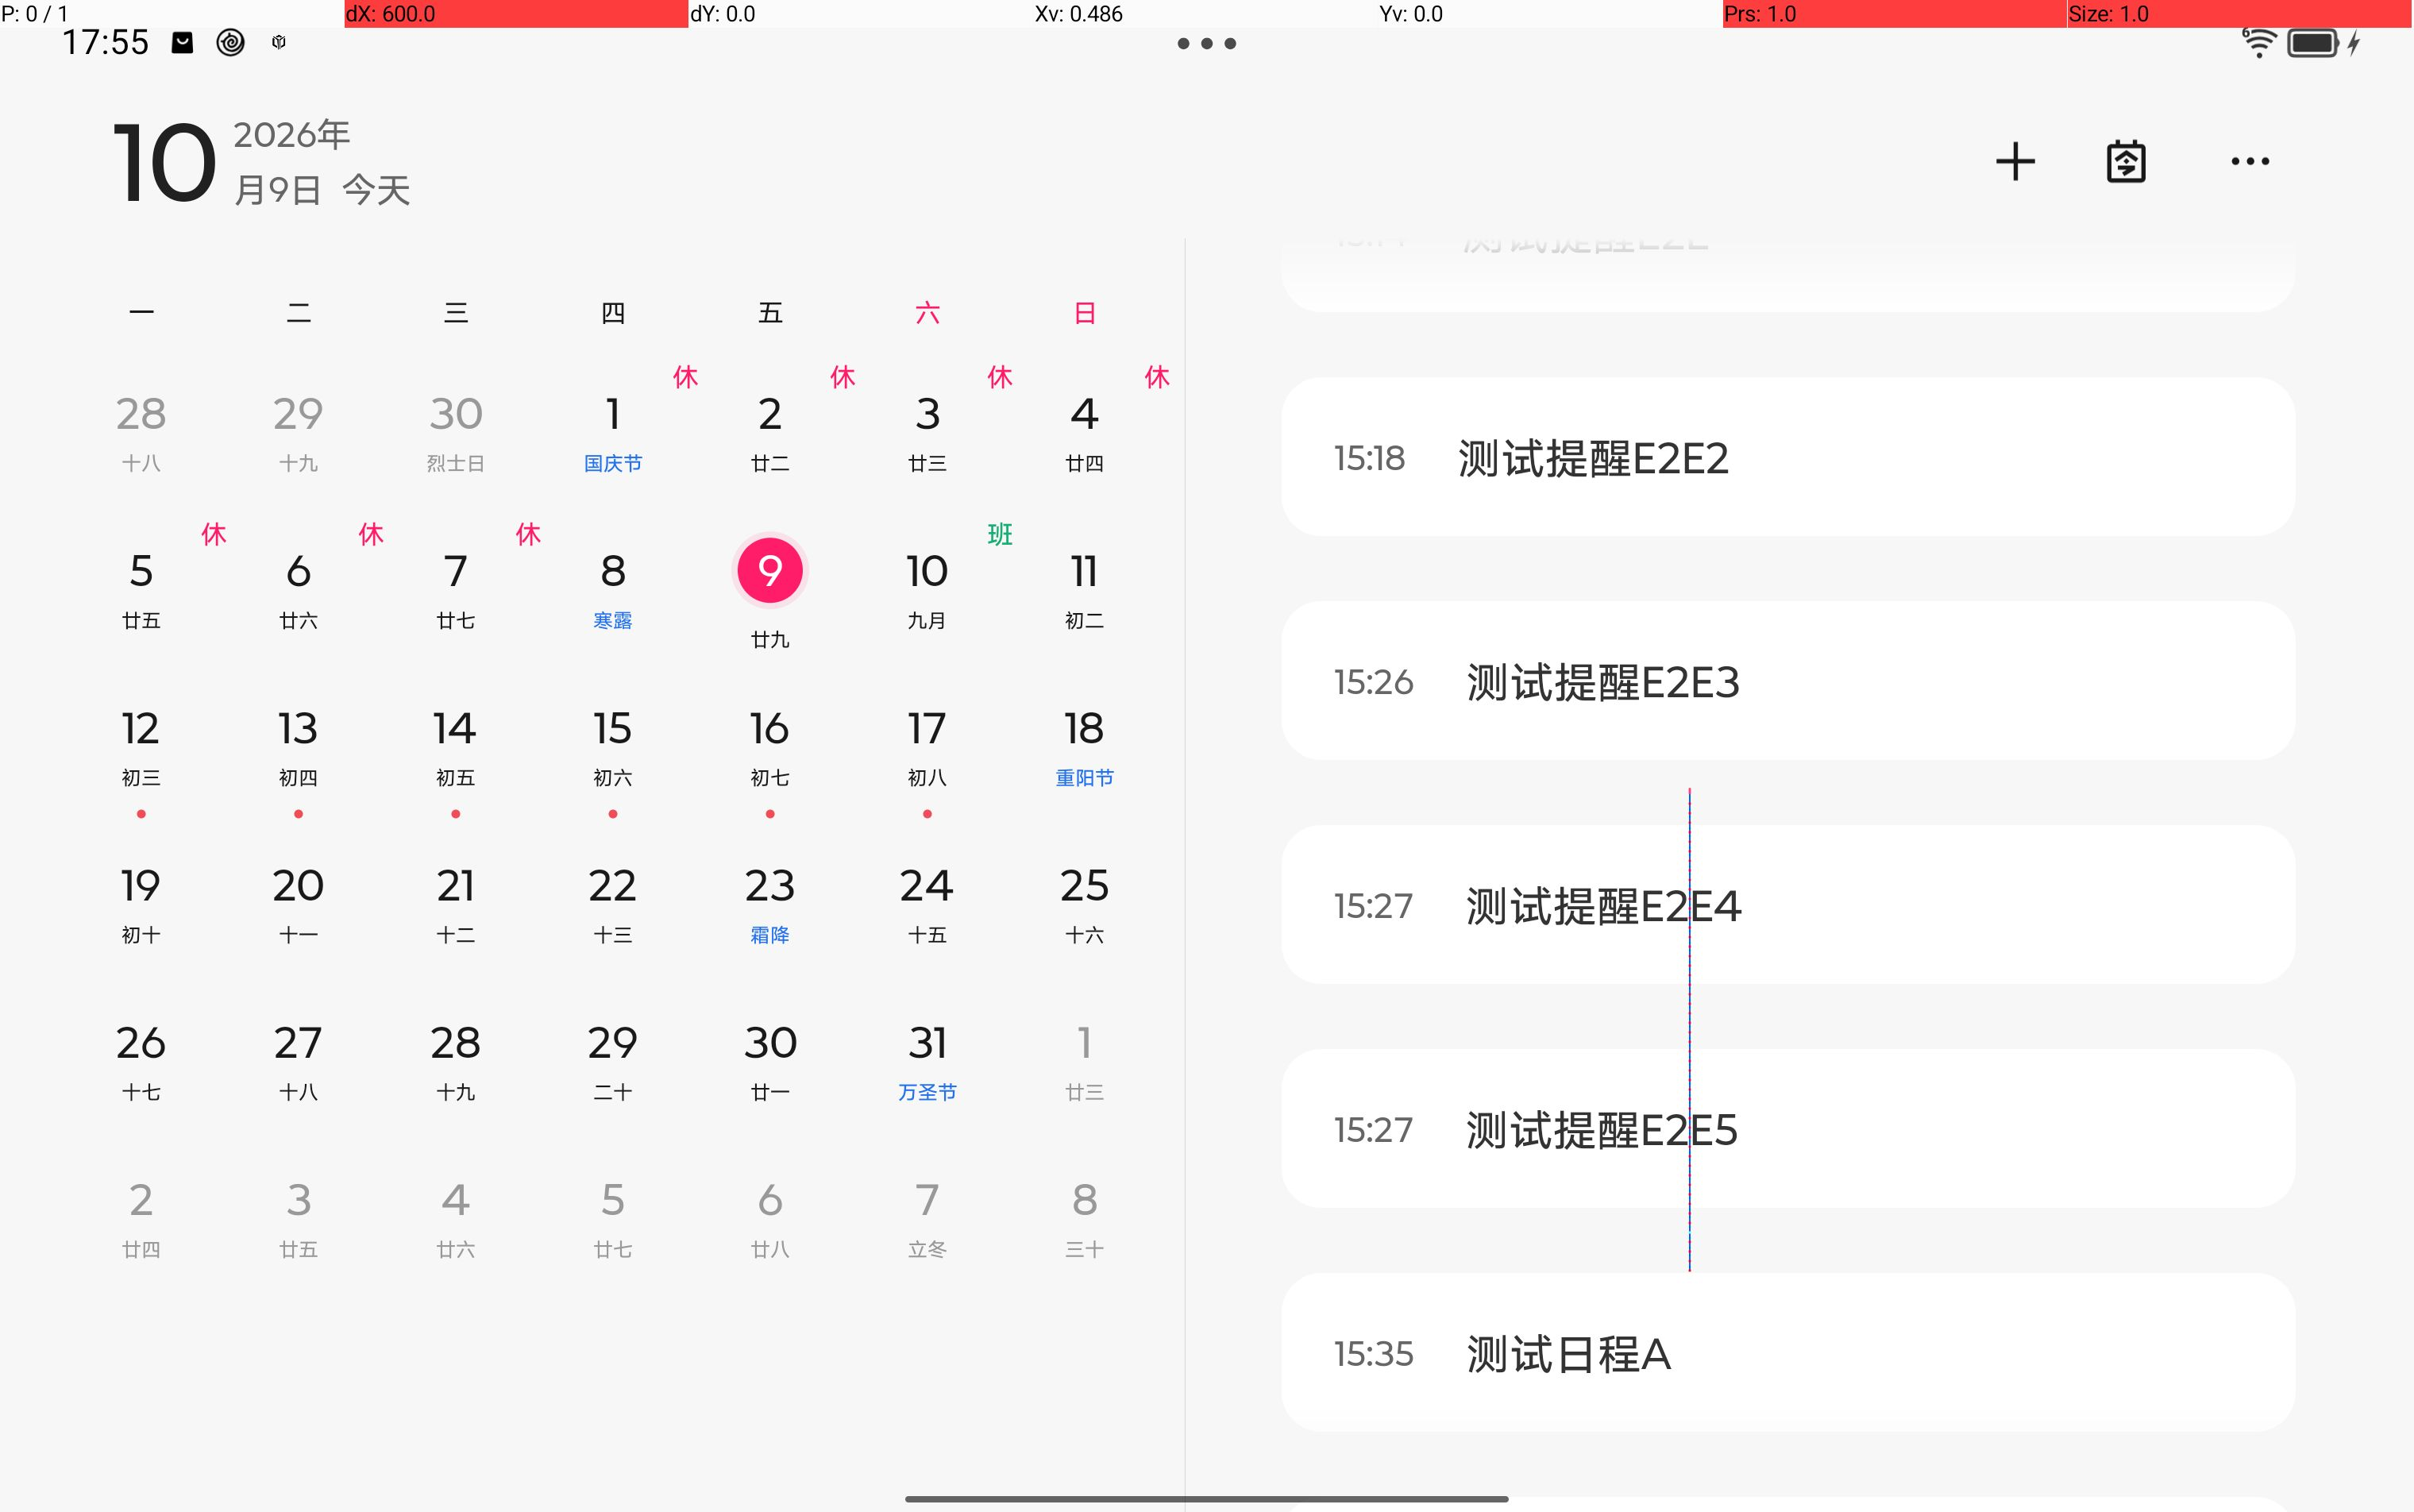 P: 0 / 1 dX: 600.0 dY: 0.0 Xv: 0.486 Yv: 0.0 Prs: 1.0 Size: 1.0
17:55
6
10
2026年
月9日 今天
今
一 二 三 四 五 六 日
休 休 休 休
28 29 30 1 2 3 4
十八 十九 烈士日 国庆节 廿二 廿三 廿四
休 休 休 班
5 6 7 8 9 10 11
廿五 廿六 廿七 寒露 廿九 九月 初二
12 13 14 15 16 17 18
初三 初四 初五 初六 初七 初八 重阳节
19 20 21 22 23 24 25
初十 十一 十二 十三 霜降 十五 十六
26 27 28 29 30 31 1
十七 十八 十九 二十 廿一 万圣节 廿三
2 3 4 5 6 7 8
廿四 廿五 廿六 廿七 廿八 立冬 三十
测试提醒E2E
15:18 测试提醒E2E2
15:26 测试提醒E2E3
15:27 测试提醒E2E4
15:27 测试提醒E2E5
15:35 测试日程A